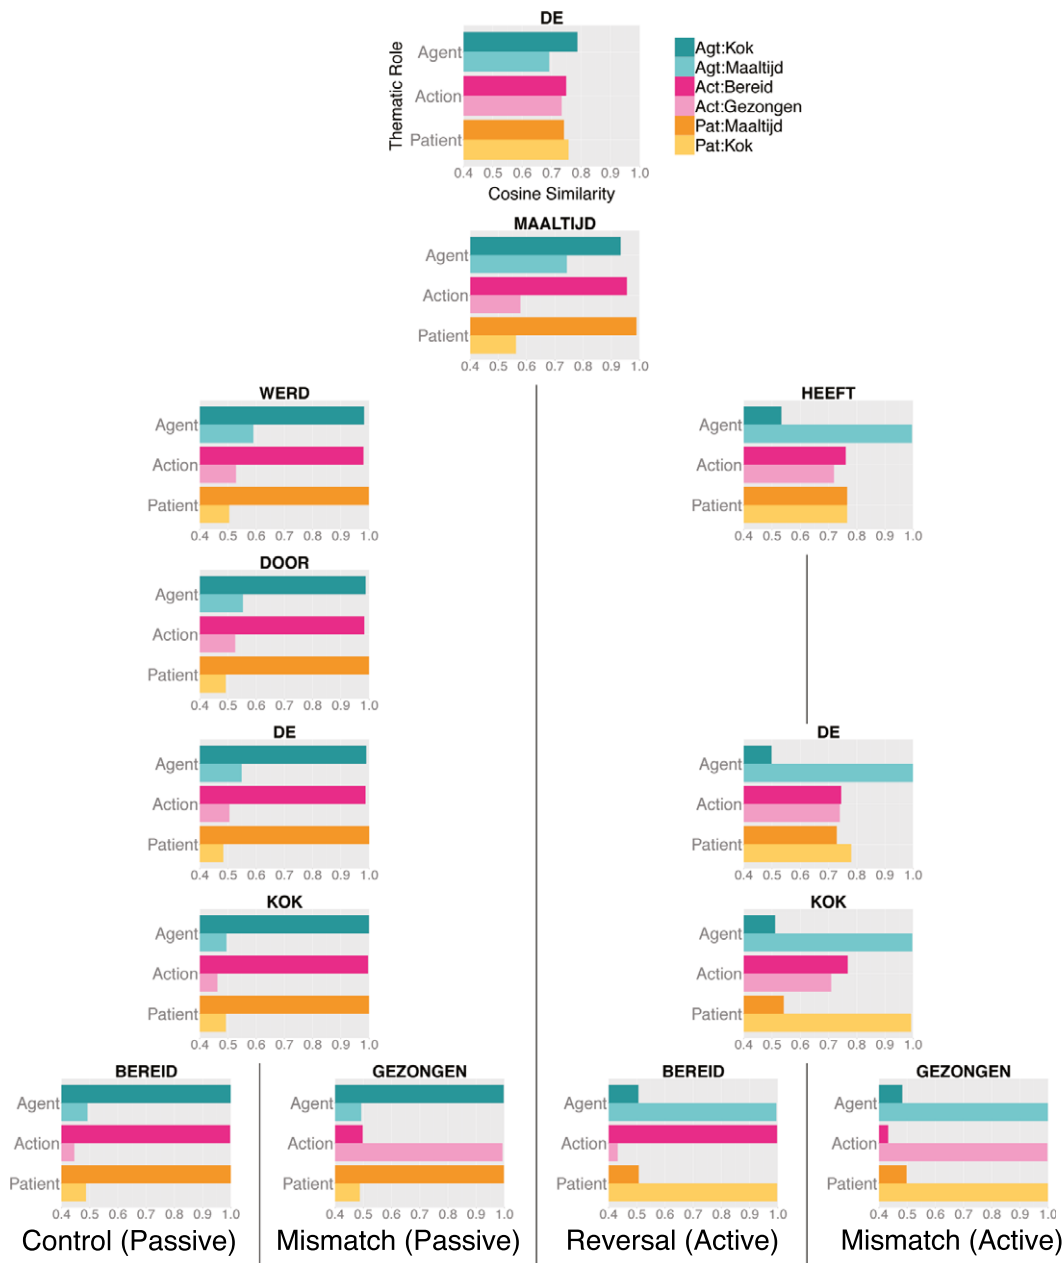 DE
Thematic Role
Agent
Action
Patient
0.4 0.5 0.6 0.7 0.8 0.9 1.0
Cosine Similarity
Agt:Kok
Agt:Maaltijd
Act:Bereid
Act:Gezongen
Pat:Maaltijd
Pat:Kok
MAALTIJD
Agent
Action
Patient
0.4 0.5 0.6 0.7 0.8 0.9 1.0
WERD
Agent
Action
Patient
0.4 0.5 0.6 0.7 0.8 0.9 1.0
HEEFT
Agent
Action
Patient
0.4 0.5 0.6 0.7 0.8 0.9 1.0
DOOR
Agent
Action
Patient
0.4 0.5 0.6 0.7 0.8 0.9 1.0
DE
Agent
Action
Patient
0.4 0.5 0.6 0.7 0.8 0.9 1.0
DE
Agent
Action
Patient
0.4 0.5 0.6 0.7 0.8 0.9 1.0
KOK
Agent
Action
Patient
0.4 0.5 0.6 0.7 0.8 0.9 1.0
KOK
Agent
Action
Patient
0.4 0.5 0.6 0.7 0.8 0.9 1.0
BEREID
Agent
Action
Patient
0.4 0.5 0.6 0.7 0.8 0.9 1.0
Control (Passive)
GEZONGEN
Agent
Action
Patient
0.4 0.5 0.6 0.7 0.8 0.9 1.0
Mismatch (Passive)
BEREID
Agent
Action
Patient
0.4 0.5 0.6 0.7 0.8 0.9 1.0
Reversal (Active)
GEZONGEN
Agent
Action
Patient
0.4 0.5 0.6 0.7 0.8 0.9 1.0
Mismatch (Active)